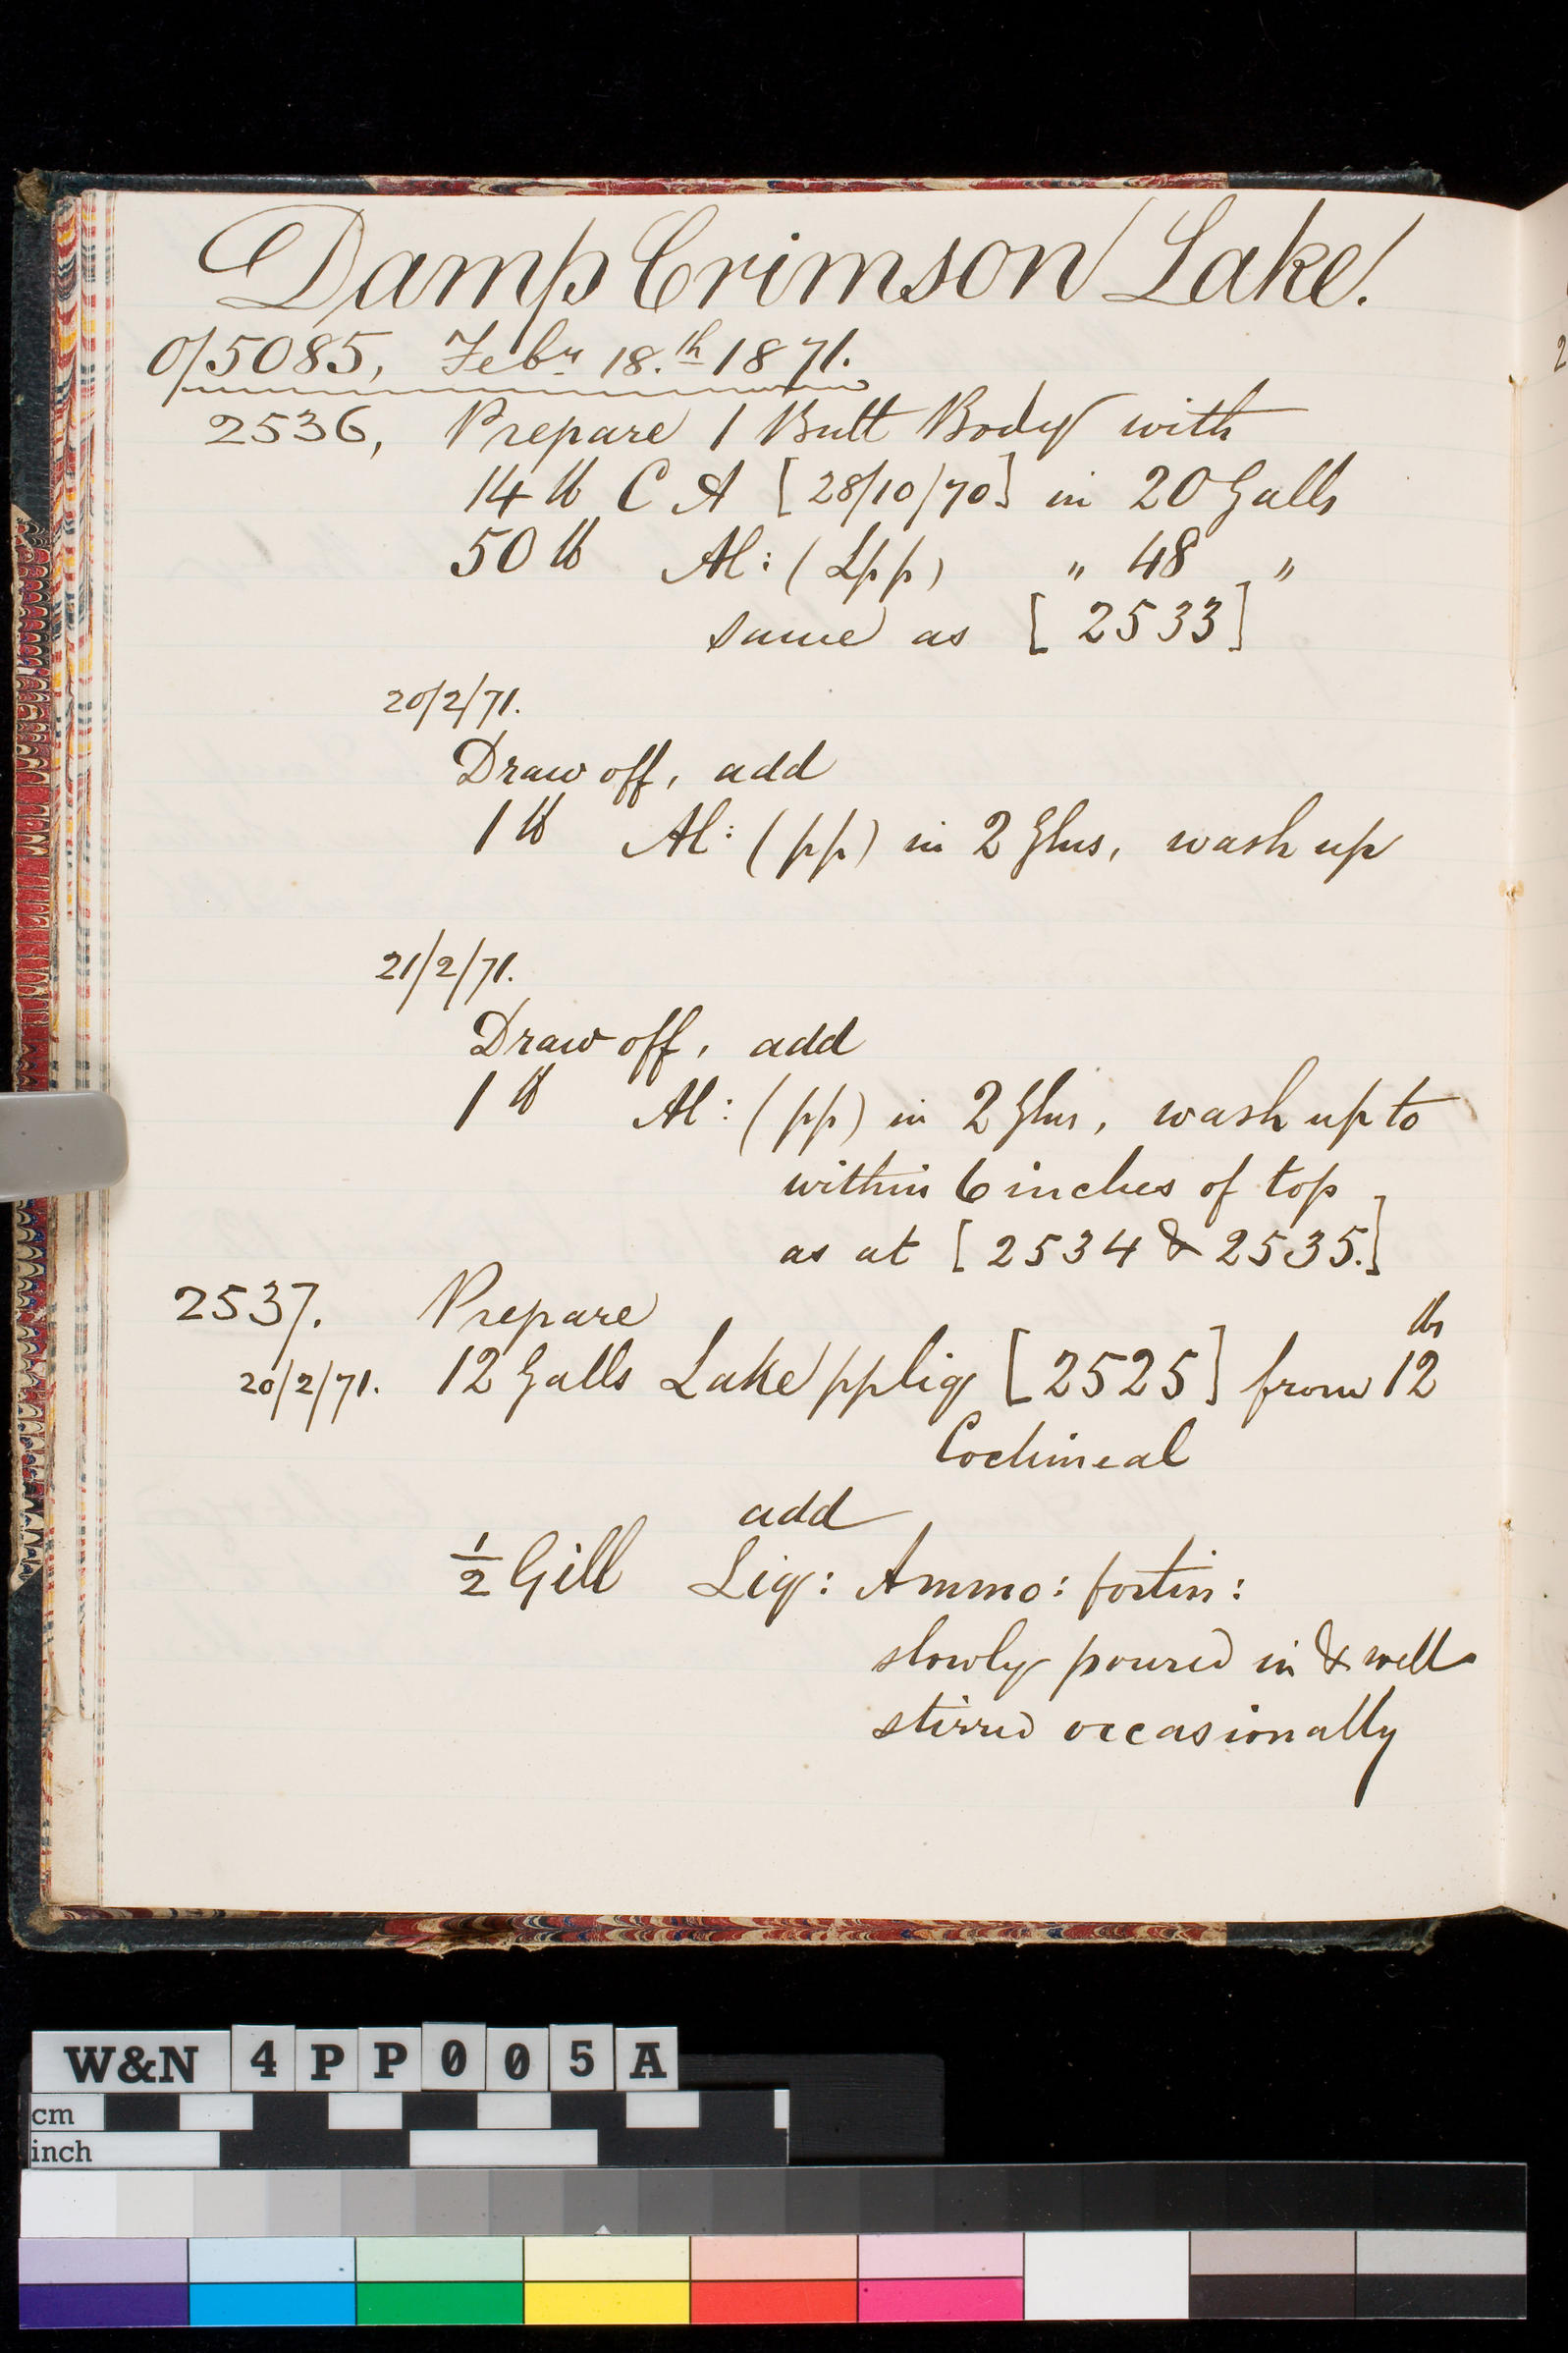 Damp Crimson Lake.
O/5085, Febry 18.th 1871.
2536, Prepare 1 Butt Body with
14 lb C A [28/10/70] in 20 Galls
50 lb Al: (Lpp) " 48 "
same as [2533]
20/2/71.
Draw off, add
1 lb Al: (pp) in 2 Glns, wash up
21/2/71.
Draw off, add
1 lb Al: (pp) in 2 Glns, wash up to
within 6 inches of top
as at [2534 & 2535.]
2537. Prepare
lbs
20/2/71. 12 Galls Lake pp liq [2525] from 12
Cochineal
add
1/2 Gill Liq: Ammo: fortis:
slowly poured in & well
stirred occasionally
W&N 4PP005A
cm
inch